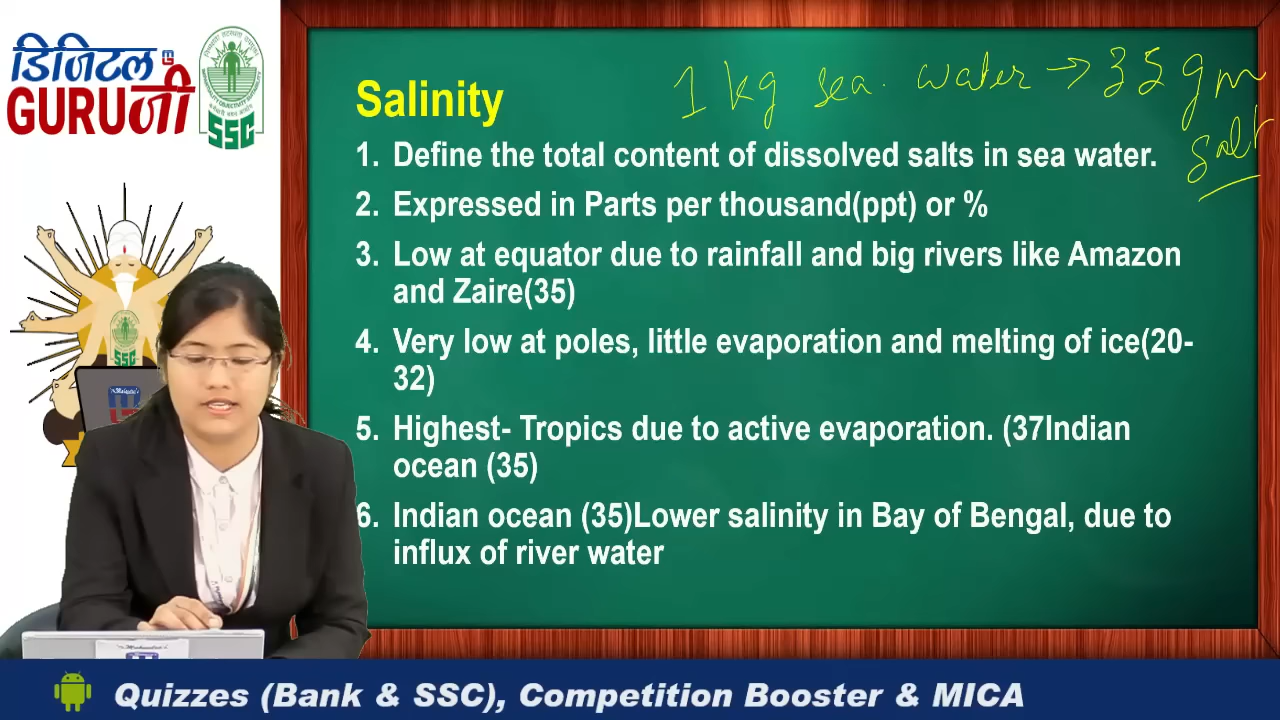 डिजिटल
GURUजी
SSC
1 kg sea water → 35 gm
salt
Salinity
1. Define the total content of dissolved salts in sea water.
2. Expressed in Parts per thousand(ppt) or %
3. Low at equator due to rainfall and big rivers like Amazon
and Zaire(35)
4. Very low at poles, little evaporation and melting of ice(20-
32)
5. Highest- Tropics due to active evaporation. (37Indian
ocean (35)
6. Indian ocean (35)Lower salinity in Bay of Bengal, due to
influx of river water
SSC
Quizzes (Bank & SSC), Competition Booster & MICA